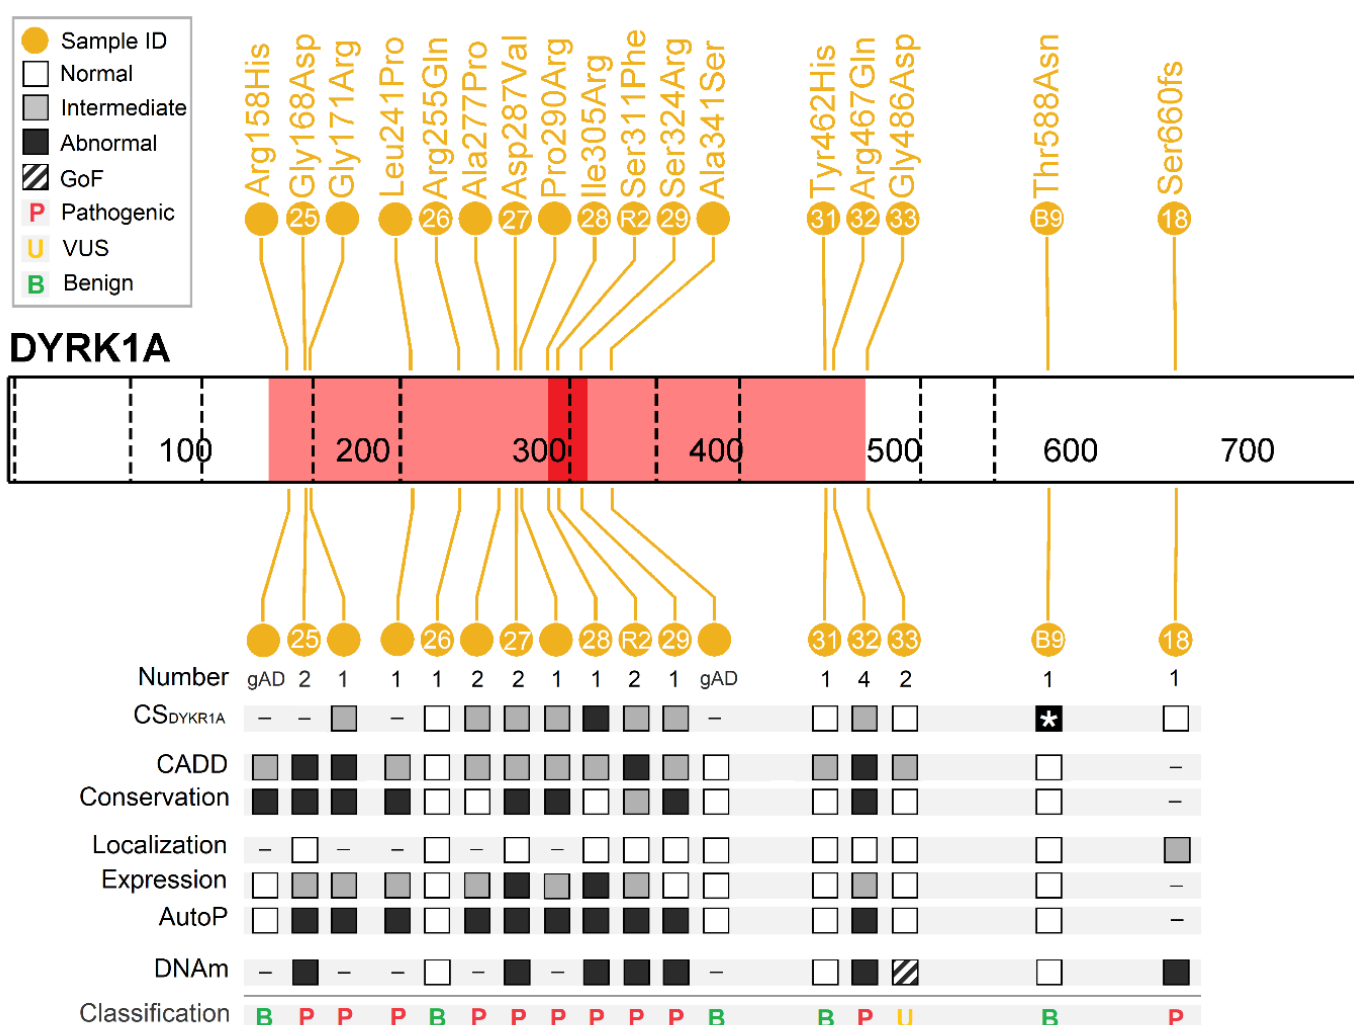 Sample ID
Normal
Intermediate
Abnormal
GoF
P Pathogenic
U VUS
B Benign
Arg158His
Gly168Asp
Gly171Arg
Leu241Pro
Arg255Gln
Ala277Pro
Asp287Val
Pro290Arg
Ile305Arg
Ser311Phe
Ser324Arg
Ala341Ser
Tyr462His
Arg467Gln
Gly486Asp
Thr588Asn
Ser660fs
25 26 27 28 R2 29 31 32 33 B9 18
DYRK1A
100 200 300 400 500 600 700
25 26 27 28 R2 29 31 32 33 B9 18
Number gAD 2 1 1 1 2 2 1 1 2 1 gAD 1 4 2 1 1
CSDYKR1A – – – – *
CADD –
Conservation –
Localization – – – – –
Expression –
AutoP –
DNAm – – – – – –
Classification B P P P B P P P P P P B B P U B P